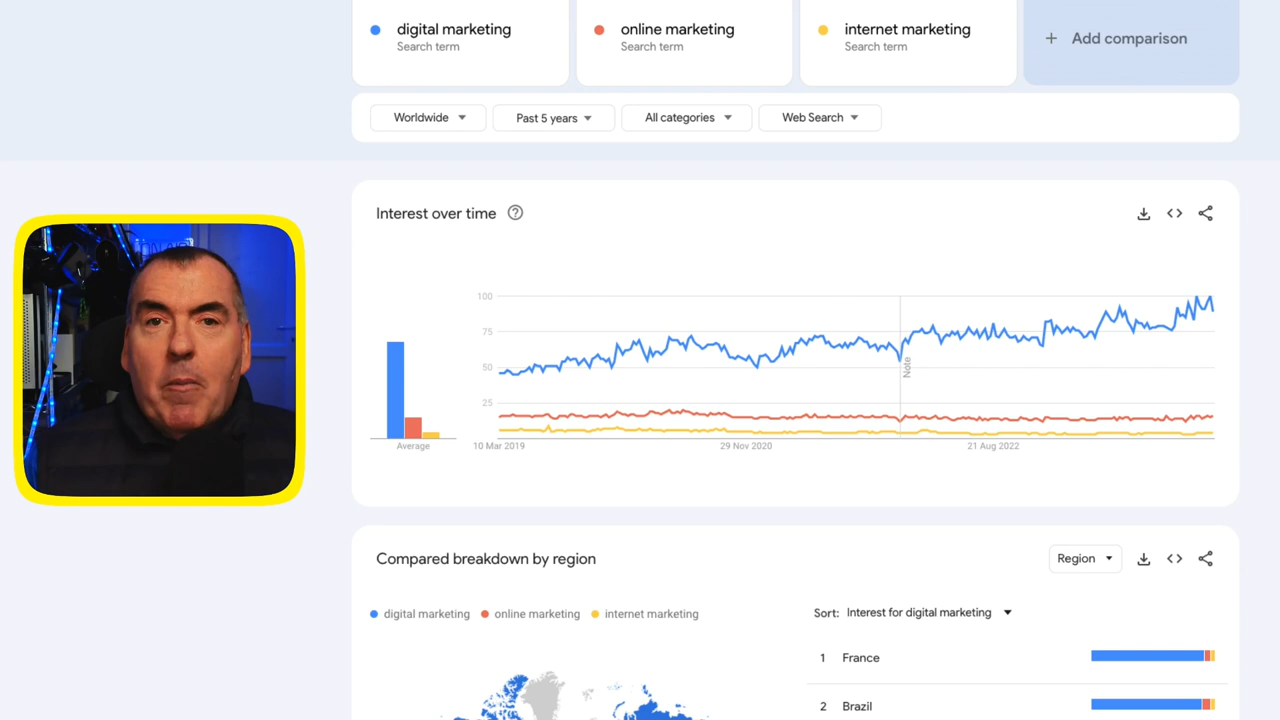 digital marketing
Search term
online marketing
Search term
internet marketing
Search term
+ Add comparison
Worldwide
Past 5 years
All categories
Web Search
Interest over time
100
75
50
25
Note
Average
10 Mar 2019
29 Nov 2020
21 Aug 2022
Compared breakdown by region
Region
digital marketing
online marketing
internet marketing
Sort: Interest for digital marketing
1 France
2 Brazil